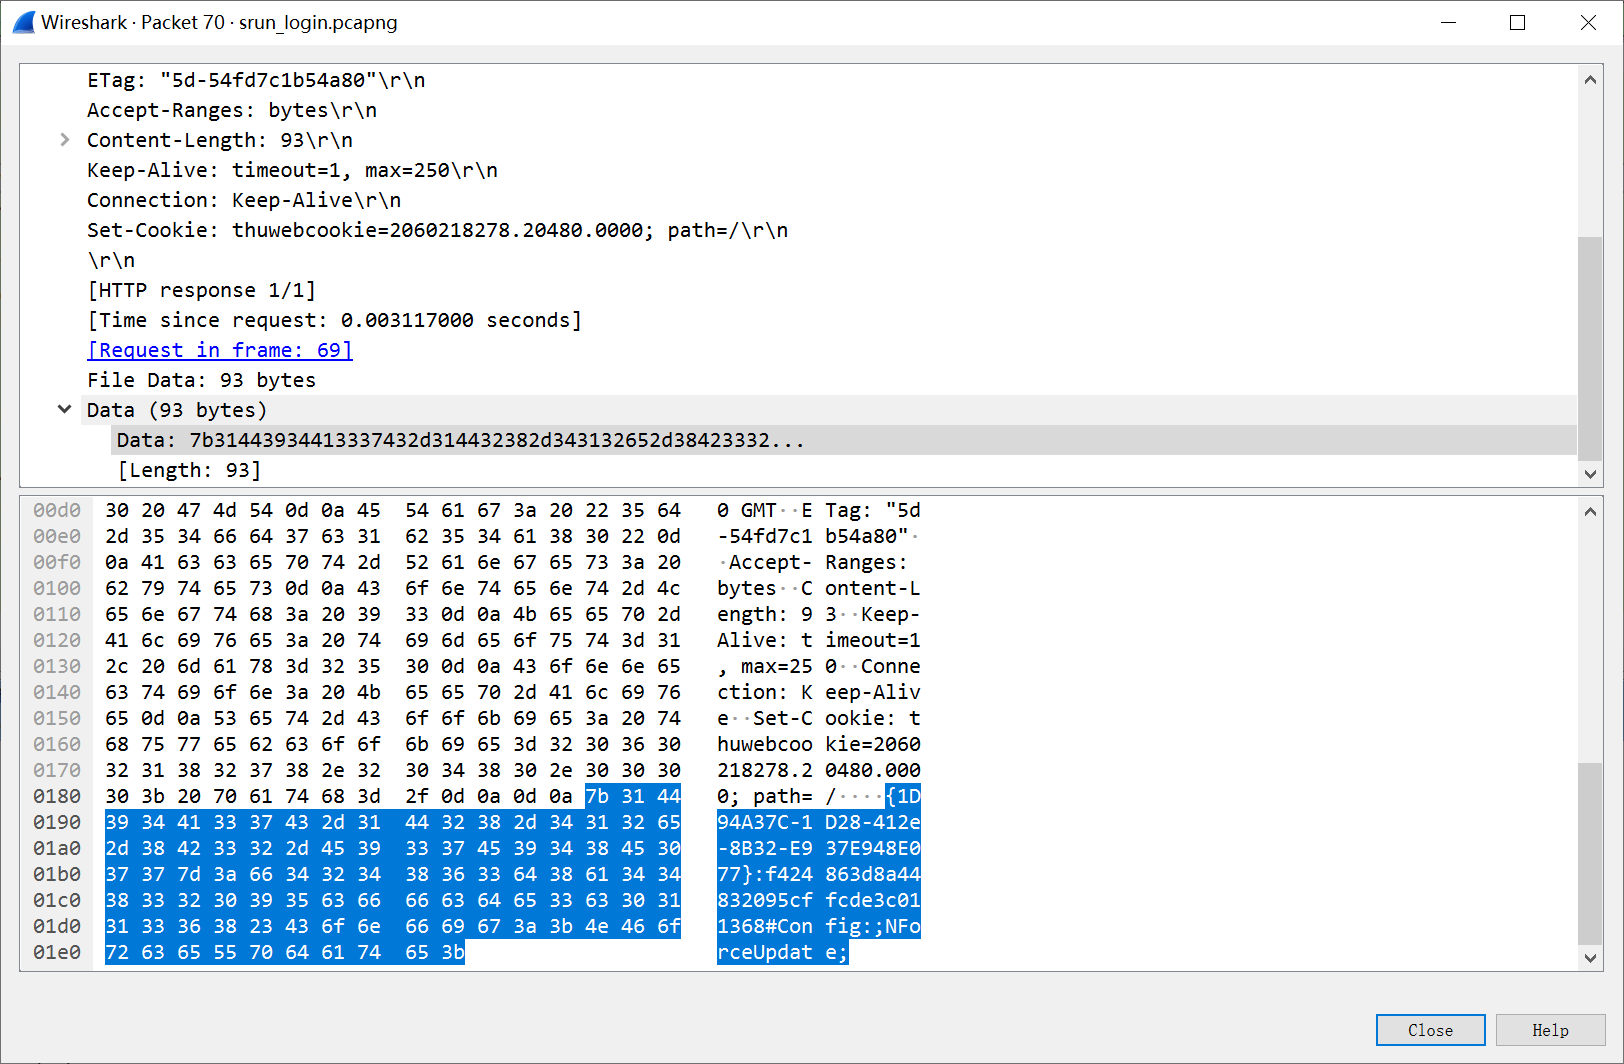 Wireshark · Packet 70 · srun_login.pcapng
ETag: "5d-54fd7c1b54a80"\r\n
Accept-Ranges: bytes\r\n
Content-Length: 93\r\n
Keep-Alive: timeout=1, max=250\r\n
Connection: Keep-Alive\r\n
Set-Cookie: thuwebcookie=2060218278.20480.0000; path=/\r\n
\r\n
[HTTP response 1/1]
[Time since request: 0.003117000 seconds]
[Request in frame: 69]
File Data: 93 bytes
Data (93 bytes)
Data: 7b31443934413337432d314432382d343132652d38423332...
[Length: 93]
00d0 30 20 47 4d 54 0d 0a 45 54 61 67 3a 20 22 35 64 0 GMT··E Tag: "5d
00e0 2d 35 34 66 64 37 63 31 62 35 34 61 38 30 22 0d -54fd7c1 b54a80"·
00f0 0a 41 63 63 65 70 74 2d 52 61 6e 67 65 73 3a 20 ·Accept- Ranges:
0100 62 79 74 65 73 0d 0a 43 6f 6e 74 65 6e 74 2d 4c bytes··C ontent-L
0110 65 6e 67 74 68 3a 20 39 33 0d 0a 4b 65 65 70 2d ength: 9 3··Keep-
0120 41 6c 69 76 65 3a 20 74 69 6d 65 6f 75 74 3d 31 Alive: t imeout=1
0130 2c 20 6d 61 78 3d 32 35 30 0d 0a 43 6f 6e 6e 65 , max=25 0··Conne
0140 63 74 69 6f 6e 3a 20 4b 65 65 70 2d 41 6c 69 76 ction: K eep-Aliv
0150 65 0d 0a 53 65 74 2d 43 6f 6f 6b 69 65 3a 20 74 e··Set-C ookie: t
0160 68 75 77 65 62 63 6f 6f 6b 69 65 3d 32 30 36 30 huwebcoo kie=2060
0170 32 31 38 32 37 38 2e 32 30 34 38 30 2e 30 30 30 218278.2 0480.000
0180 30 3b 20 70 61 74 68 3d 2f 0d 0a 0d 0a 7b 31 44 0; path= /····{1D
0190 39 34 41 33 37 43 2d 31 44 32 38 2d 34 31 32 65 94A37C-1 D28-412e
01a0 2d 38 42 33 32 2d 45 39 33 37 45 39 34 38 45 30 -8B32-E9 37E948E0
01b0 37 37 7d 3a 66 34 32 34 38 36 33 64 38 61 34 34 77}:f424 863d8a44
01c0 38 33 32 30 39 35 63 66 66 63 64 65 33 63 30 31 832095cf fcde3c01
01d0 31 33 36 38 23 43 6f 6e 66 69 67 3a 3b 4e 46 6f 1368#Con fig:;NFo
01e0 72 63 65 55 70 64 61 74 65 3b rceUpdat e;
Close Help